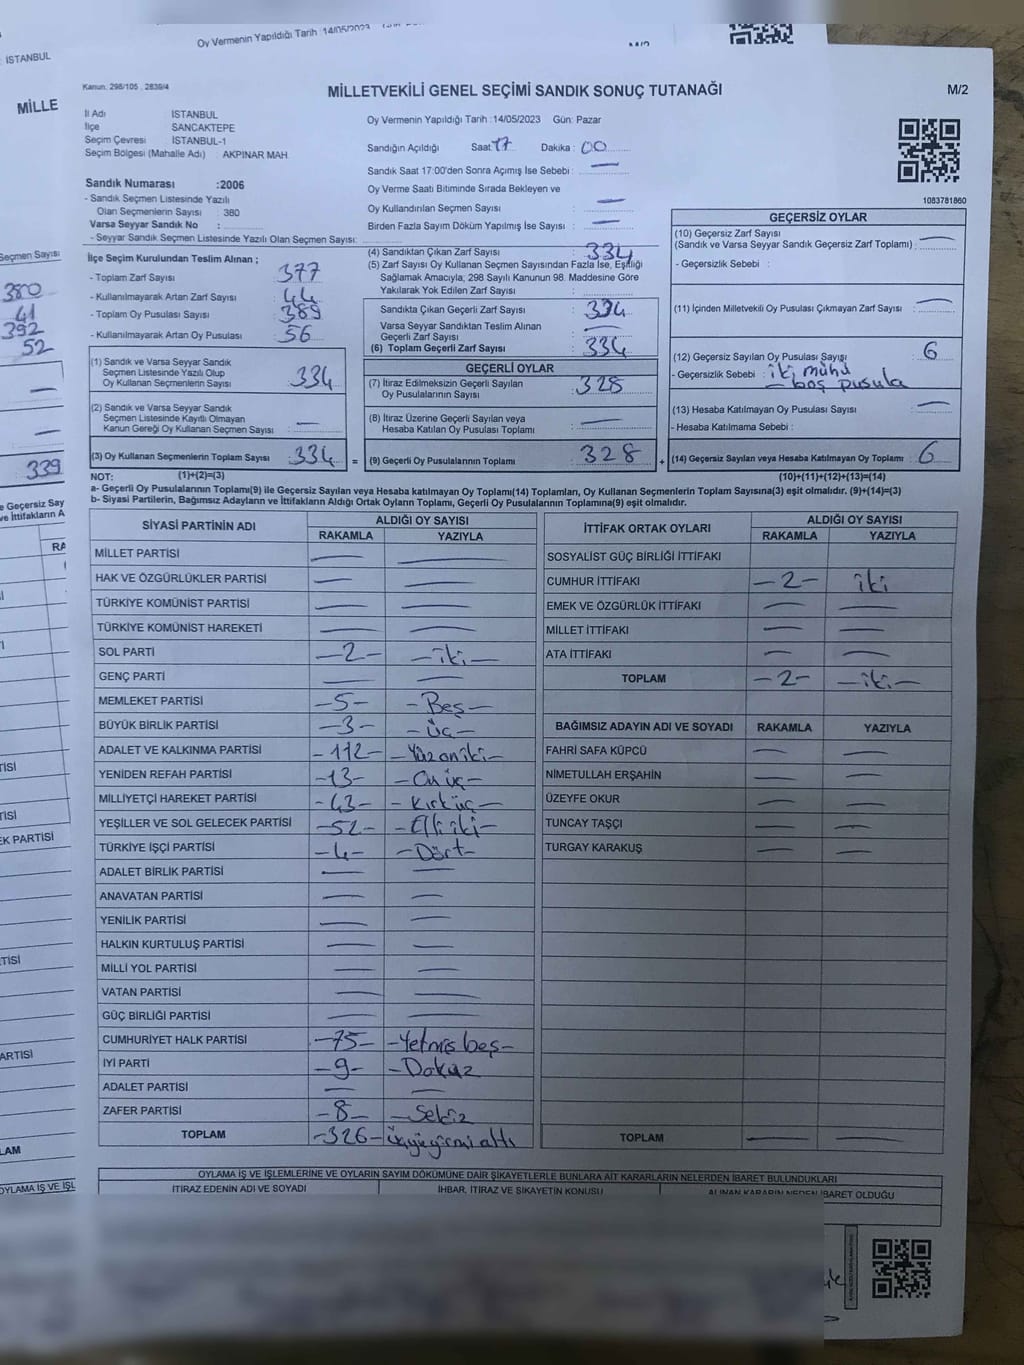 Oy Vermenin Yapıldığı Tarih :14/05/2023
M/2
: İSTANBUL
MİLLE
Seçmen Sayısı
380
41
392
52
339
Kanun. 298/105 . 2839/4
MİLLETVEKİLİ GENEL SEÇİMİ SANDIK SONUÇ TUTANAĞI
M/2
İl Adı İSTANBUL
İlçe SANCAKTEPE
Seçim Çevresi İSTANBUL-1
Seçim Bölgesi (Mahalle Adı) : AKPINAR MAH.
Oy Vermenin Yapıldığı Tarih :14/05/2023 Gün: Pazar
Sandığın Açıldığı Saat 17 Dakika : 00
Sandık Saat 17:00'den Sonra Açımış İse Sebebi : —
Oy Verme Saati Bitiminde Sırada Bekleyen ve
Oy Kullandırılan Seçmen Sayısı : —
Birden Fazla Sayım Döküm Yapılmış İse Sayısı : —
1083781860
Sandık Numarası :2006
- Sandık Seçmen Listesinde Yazılı
Olan Seçmenlerin Sayısı : 380
Varsa Seyyar Sandık No :
- Seyyar Sandık Seçmen Listesinde Yazılı Olan Seçmen Sayısı:
İlçe Seçim Kurulundan Teslim Alınan ;
- Toplam Zarf Sayısı : 377
- Kullanılmayarak Artan Zarf Sayısı : 44
- Toplam Oy Pusulası Sayısı : 389
- Kullanılmayarak Artan Oy Pusulası : 56
(1) Sandık ve Varsa Seyyar Sandık
Seçmen Listesinde Yazılı Olup
Oy Kullanan Seçmenlerin Sayısı : 334
(2) Sandık ve Varsa Seyyar Sandık
Seçmen Listesinde Kayıtlı Olmayan
Kanun Gereği Oy Kullanan Seçmen Sayısı : —
(3) Oy Kullanan Seçmenlerin Toplam Sayısı : 334
(4) Sandıktan Çıkan Zarf Sayısı : 334
(5) Zarf Sayısı Oy Kullanan Seçmen Sayısından Fazla İse, Eşitliği
Sağlamak Amacıyla; 298 Sayılı Kanunun 98. Maddesine Göre
Yakılarak Yok Edilen Zarf Sayısı :
Sandıkta Çıkan Geçerli Zarf Sayısı : 334
Varsa Seyyar Sandıktan Teslim Alınan
Geçerli Zarf Sayısı : —
(6) Toplam Geçerli Zarf Sayısı : 334
GEÇERLİ OYLAR
(7) İtiraz Edilmeksizin Geçerli Sayılan
Oy Pusulalarının Sayısı : 328
(8) İtiraz Üzerine Geçerli Sayılan veya
Hesaba Katılan Oy Pusulası Toplamı : —
= (9) Geçerli Oy Pusulalarının Toplamı : 328
GEÇERSİZ OYLAR
(10) Geçersiz Zarf Sayısı
(Sandık ve Varsa Seyyar Sandık Geçersiz Zarf Toplamı) : —
- Geçersizlik Sebebi :
(11) İçinden Milletvekili Oy Pusulası Çıkmayan Zarf Sayısı : —
(12) Geçersiz Sayılan Oy Pusulası Sayısı : 6
- Geçersizlik Sebebi : iki mühü
— boş pusula
(13) Hesaba Katılmayan Oy Pusulası Sayısı : —
- Hesaba Katılmama Sebebi :
+ (14) Geçersiz Sayılan veya Hesaba Katılmayan Oy Toplamı : 6
NOT: (1)+(2)=(3)
(10)+(11)+(12)+(13)=(14)
a- Geçerli Oy Pusulalarının Toplamı(9) ile Geçersiz Sayılan veya Hesaba katılmayan Oy Toplamı(14) Toplamları, Oy Kullanan Seçmenlerin Toplam Sayısına(3) eşit olmalıdır. (9)+(14)=(3)
b- Siyasi Partilerin, Bağımsız Adayların ve İttifakların Aldığı Ortak Oyların Toplamı, Geçerli Oy Pusulalarının Toplamına(9) eşit olmalıdır.
SİYASİ PARTİNİN ADI ALDIĞI OY SAYISI
RAKAMLA YAZIYLA
MİLLET PARTİSİ — —
HAK VE ÖZGÜRLÜKLER PARTİSİ — —
TÜRKİYE KOMÜNİST PARTİSİ — —
TÜRKİYE KOMÜNİST HAREKETİ — —
SOL PARTİ —2— —iki—
GENÇ PARTİ — —
MEMLEKET PARTİSİ —5— —Beş—
BÜYÜK BİRLİK PARTİSİ —3— —Üç—
ADALET VE KALKINMA PARTİSİ —112— —Yüzoniki—
YENİDEN REFAH PARTİSİ —13— —On üç—
MİLLİYETÇİ HAREKET PARTİSİ —43— —Kırküç—
YEŞİLLER VE SOL GELECEK PARTİSİ —52— —Elli iki—
TÜRKİYE İŞÇİ PARTİSİ —4— —Dört—
ADALET BİRLİK PARTİSİ — —
ANAVATAN PARTİSİ — —
YENİLİK PARTİSİ — —
HALKIN KURTULUŞ PARTİSİ — —
MİLLİ YOL PARTİSİ — —
VATAN PARTİSİ — —
GÜÇ BİRLİĞİ PARTİSİ — —
CUMHURİYET HALK PARTİSİ —75— —Yetmiş beş—
İYİ PARTİ —9— —Dokuz
ADALET PARTİSİ — —
ZAFER PARTİSİ —8— —Sekiz
TOPLAM —326— üçyüzyirmi altı
İTTİFAK ORTAK OYLARI ALDIĞI OY SAYISI
RAKAMLA YAZIYLA
SOSYALİST GÜÇ BİRLİĞİ İTTİFAKI
CUMHUR İTTİFAKI —2— iki
EMEK VE ÖZGÜRLÜK İTTİFAKI — —
MİLLET İTTİFAKI — —
ATA İTTİFAKI — —
TOPLAM —2— —iki—
BAĞIMSIZ ADAYIN ADI VE SOYADI RAKAMLA YAZIYLA
FAHRİ SAFA KÜPCÜ — —
NİMETULLAH ERŞAHİN — —
ÜZEYFE OKUR — —
TUNCAY TAŞÇI — —
TURGAY KARAKUŞ — —
TOPLAM — —
OYLAMA İŞ VE İŞLEMLERİNE VE OYLARIN SAYIM DÖKÜMÜNE DAİR ŞİKAYETLERLE BUNLARA AİT KARARLARIN NELERDEN İBARET BULUNDUKLARI
İTİRAZ EDENİN ADI VE SOYADI İHBAR, İTİRAZ VE ŞİKAYETİN KONUSU ALINAN KARARIN NEDEN İBARET OLDUĞU